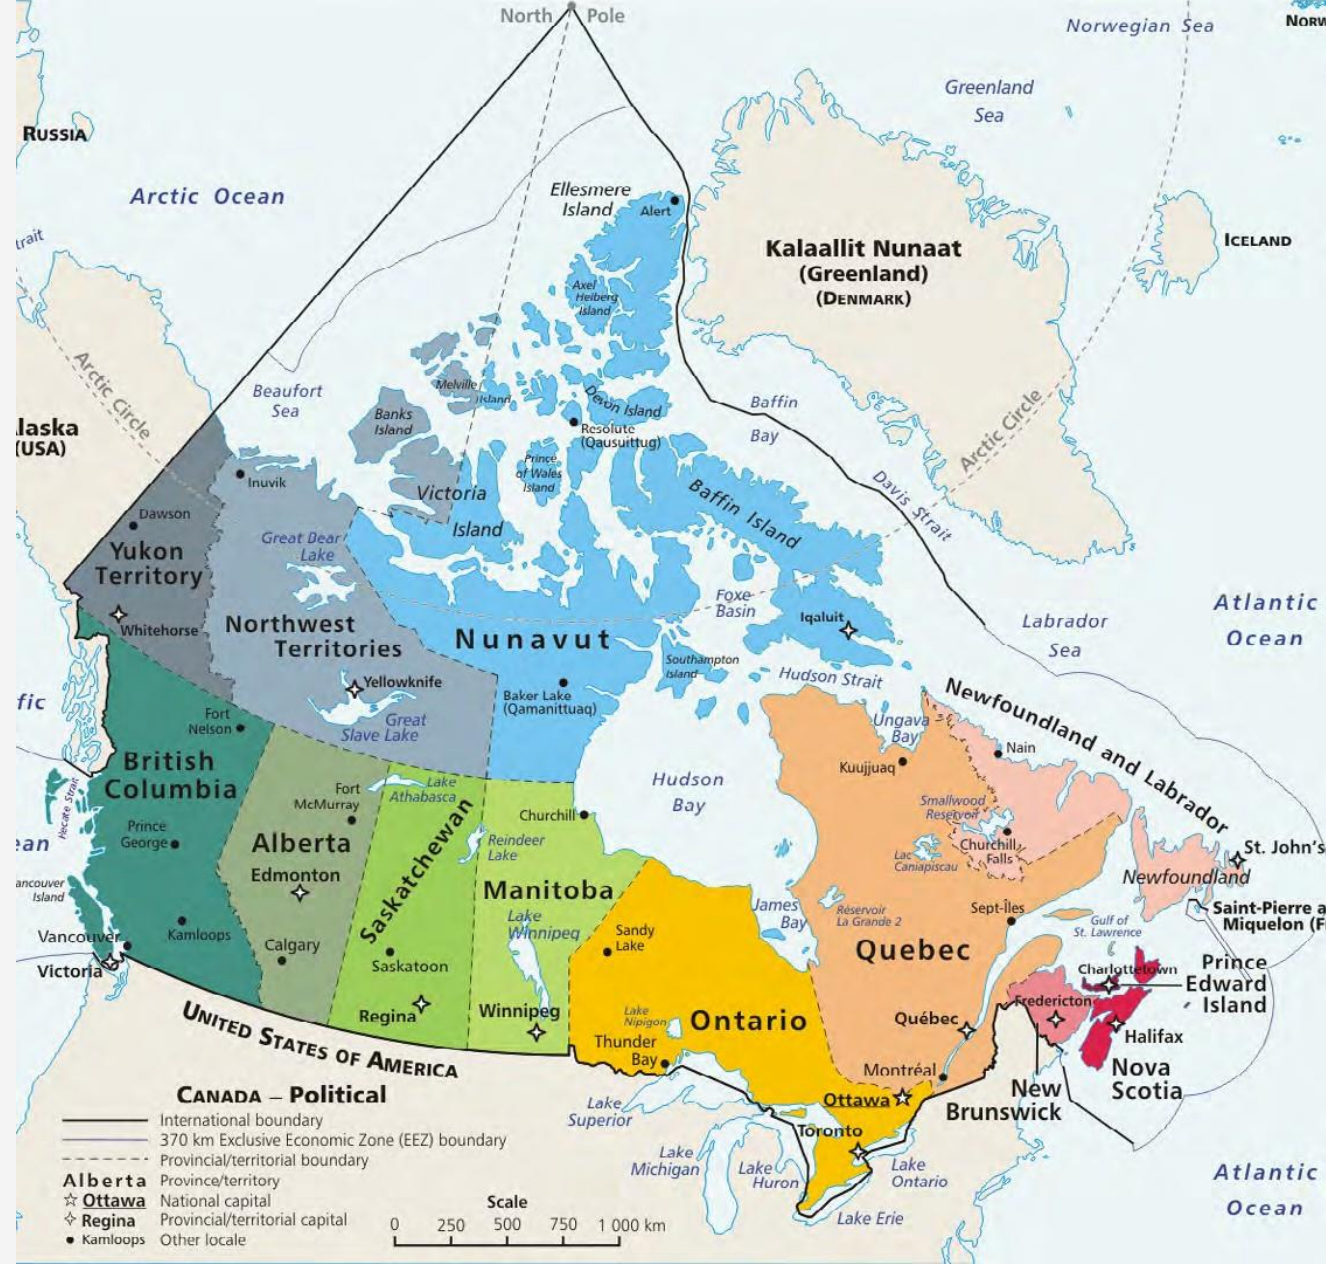 North Pole
Norwegian Sea
NORW
Greenland
Sea
RUSSIA
Arctic Ocean
Ellesmere
Island
Alert
trait
Kalaallit Nunaat
(Greenland)
(DENMARK)
ICELAND
Axel
Heiberg
Island
Arctic Circle
Beaufort
Sea
Melville
Island
Banks
Island
Devon Island
Resolute
(Qausuittug)
Baffin
Bay
Arctic Circle
laska
(USA)
Prince
of Wales
Island
Inuvik
Victoria
Island
Baffin Island
Davis Strait
Dawson
Yukon
Territory
Great Bear
Lake
Whitehorse
Northwest
Territories
Nunavut
Foxe
Basin
Iqaluit
Labrador
Sea
Atlantic
Ocean
Yellowknife
Great
Slave Lake
Baker Lake
(Qamanittuaq)
Southampton
Island
Hudson Strait
Newfoundland and Labrador
fic
Fort
Nelson
Ungava
Bay
Nain
Kuujjuaq
British
Columbia
Hecate Strait
Fort
McMurray
Lake
Athabasca
Hudson
Bay
Smallwood
Reservoir
Churchill
Falls
Prince
George
Alberta
Edmonton
Saskatchewan
Churchill
Reindeer
Lake
Lac
Caniapiscau
St. John's
ean
ancouver
Island
Manitoba
Newfoundland
Lake
Winnipeg
James
Bay
Réservoir
La Grande 2
Sept-Îles
Gulf of
St. Lawrence
Saint-Pierre a
Miquelon (F
Kamloops
Vancouver
Victoria
Calgary
Saskatoon
Sandy
Lake
Quebec
Charlottetown
Prince
Edward
Island
Regina
Winnipeg
Lake
Nipigon
Ontario
Québec
Fredericton
Halifax
UNITED STATES OF AMERICA
Thunder
Bay
Montréal
Nova
Scotia
New
Brunswick
Ottawa
Toronto
Lake
Superior
Lake
Michigan
Lake
Huron
Lake
Ontario
Lake Erie
Atlantic
Ocean
CANADA – Political
International boundary
370 km Exclusive Economic Zone (EEZ) boundary
Provincial/territorial boundary
Alberta Province/territory
Ottawa National capital
Regina Provincial/territorial capital
Kamloops Other locale
Scale
0 250 500 750 1 000 km